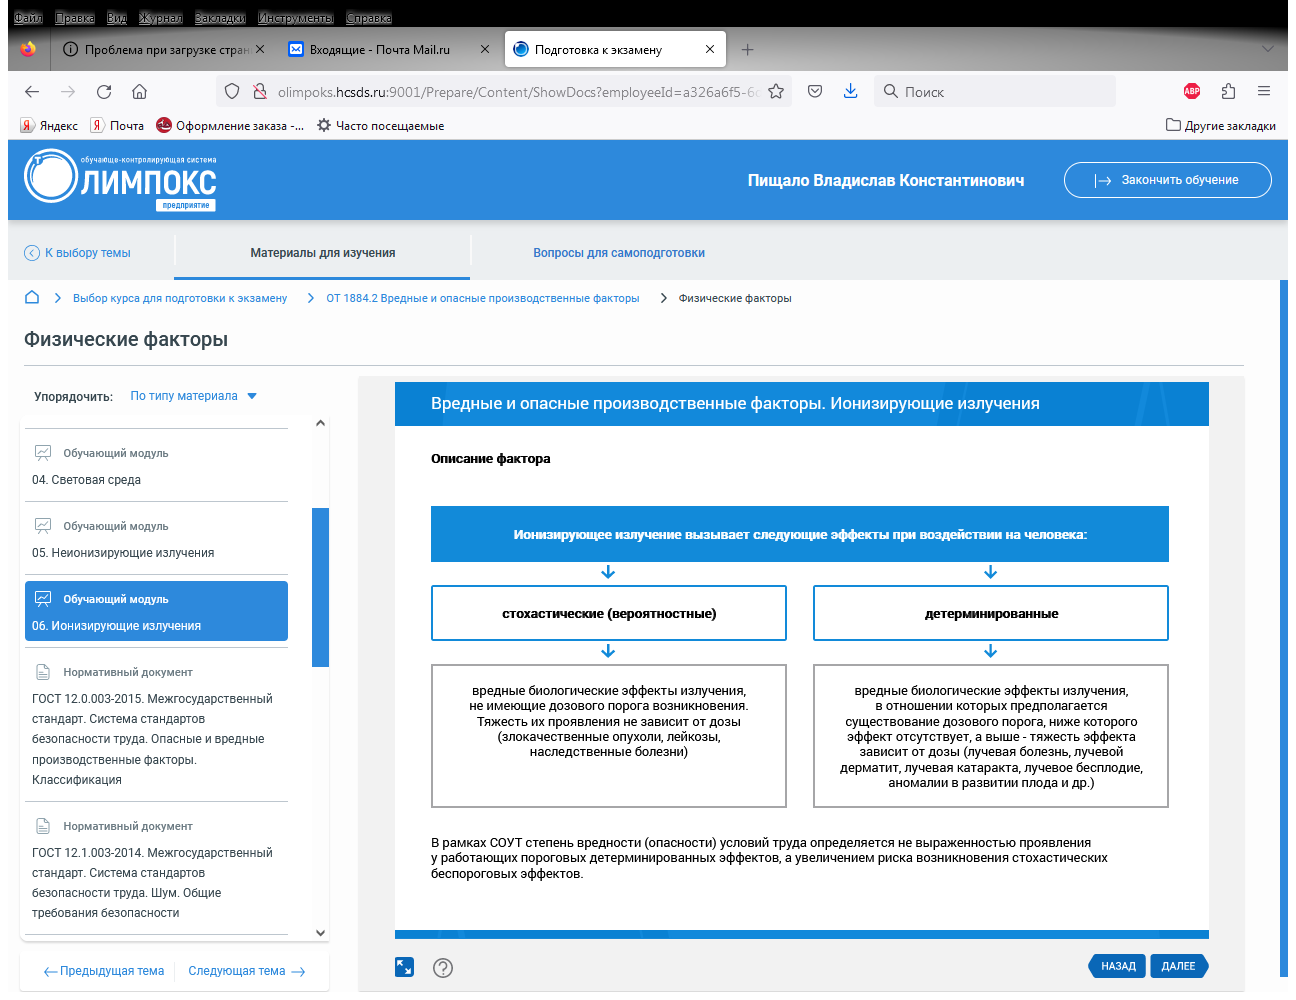 Файл Правка Вид Журнал Закладки Инструменты Справка
Проблема при загрузке стран
Входящие - Почта Mail.ru
Подготовка к экзамену
olimpoks.hcsds.ru:9001/Prepare/Content/ShowDocs?employeeId=a326a6f5-6
Поиск
ABP
Яндекс
Почта
Оформление заказа -...
Часто посещаемые
Другие закладки
обучающе-контролирующая система
ОЛИМПОКС
предприятие
Пищало Владислав Константинович
Закончить обучение
К выбору темы
Материалы для изучения
Вопросы для самоподготовки
Выбор курса для подготовки к экзамену
ОТ 1884.2 Вредные и опасные производственные факторы
Физические факторы
Физические факторы
Упорядочить: По типу материала
Обучающий модуль
04. Световая среда
Обучающий модуль
05. Неионизирующие излучения
Обучающий модуль
06. Ионизирующие излучения
Нормативный документ
ГОСТ 12.0.003-2015. Межгосударственный
стандарт. Система стандартов
безопасности труда. Опасные и вредные
производственные факторы.
Классификация
Нормативный документ
ГОСТ 12.1.003-2014. Межгосударственный
стандарт. Система стандартов
безопасности труда. Шум. Общие
требования безопасности
Предыдущая тема
Следующая тема
Вредные и опасные производственные факторы. Ионизирующие излучения
Описание фактора
Ионизирующее излучение вызывает следующие эффекты при воздействии на человека:
стохастические (вероятностные)
вредные биологические эффекты излучения,
не имеющие дозового порога возникновения.
Тяжесть их проявления не зависит от дозы
(злокачественные опухоли, лейкозы,
наследственные болезни)
детерминированные
вредные биологические эффекты излучения,
в отношении которых предполагается
существование дозового порога, ниже которого
эффект отсутствует, а выше - тяжесть эффекта
зависит от дозы (лучевая болезнь, лучевой
дерматит, лучевая катаракта, лучевое бесплодие,
аномалии в развитии плода и др.)
В рамках СОУТ степень вредности (опасности) условий труда определяется не выраженностью проявления
у работающих пороговых детерминированных эффектов, а увеличением риска возникновения стохастических
беспороговых эффектов.
НАЗАД
ДАЛЕЕ